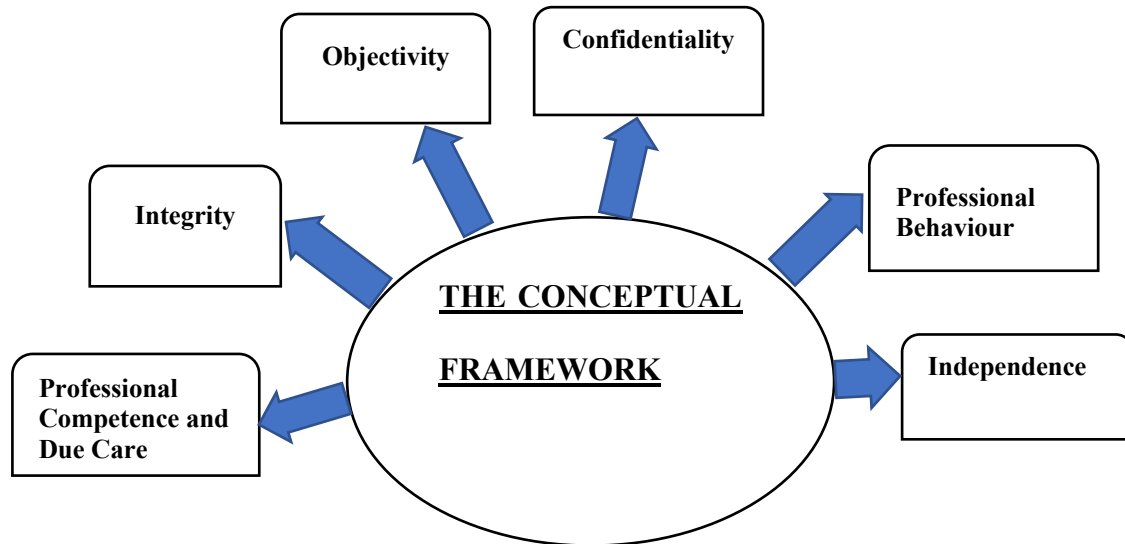 Objectivity
Confidentiality
Integrity
Professional
Behaviour
THE CONCEPTUAL
FRAMEWORK
Professional
Competence and
Due Care
Independence